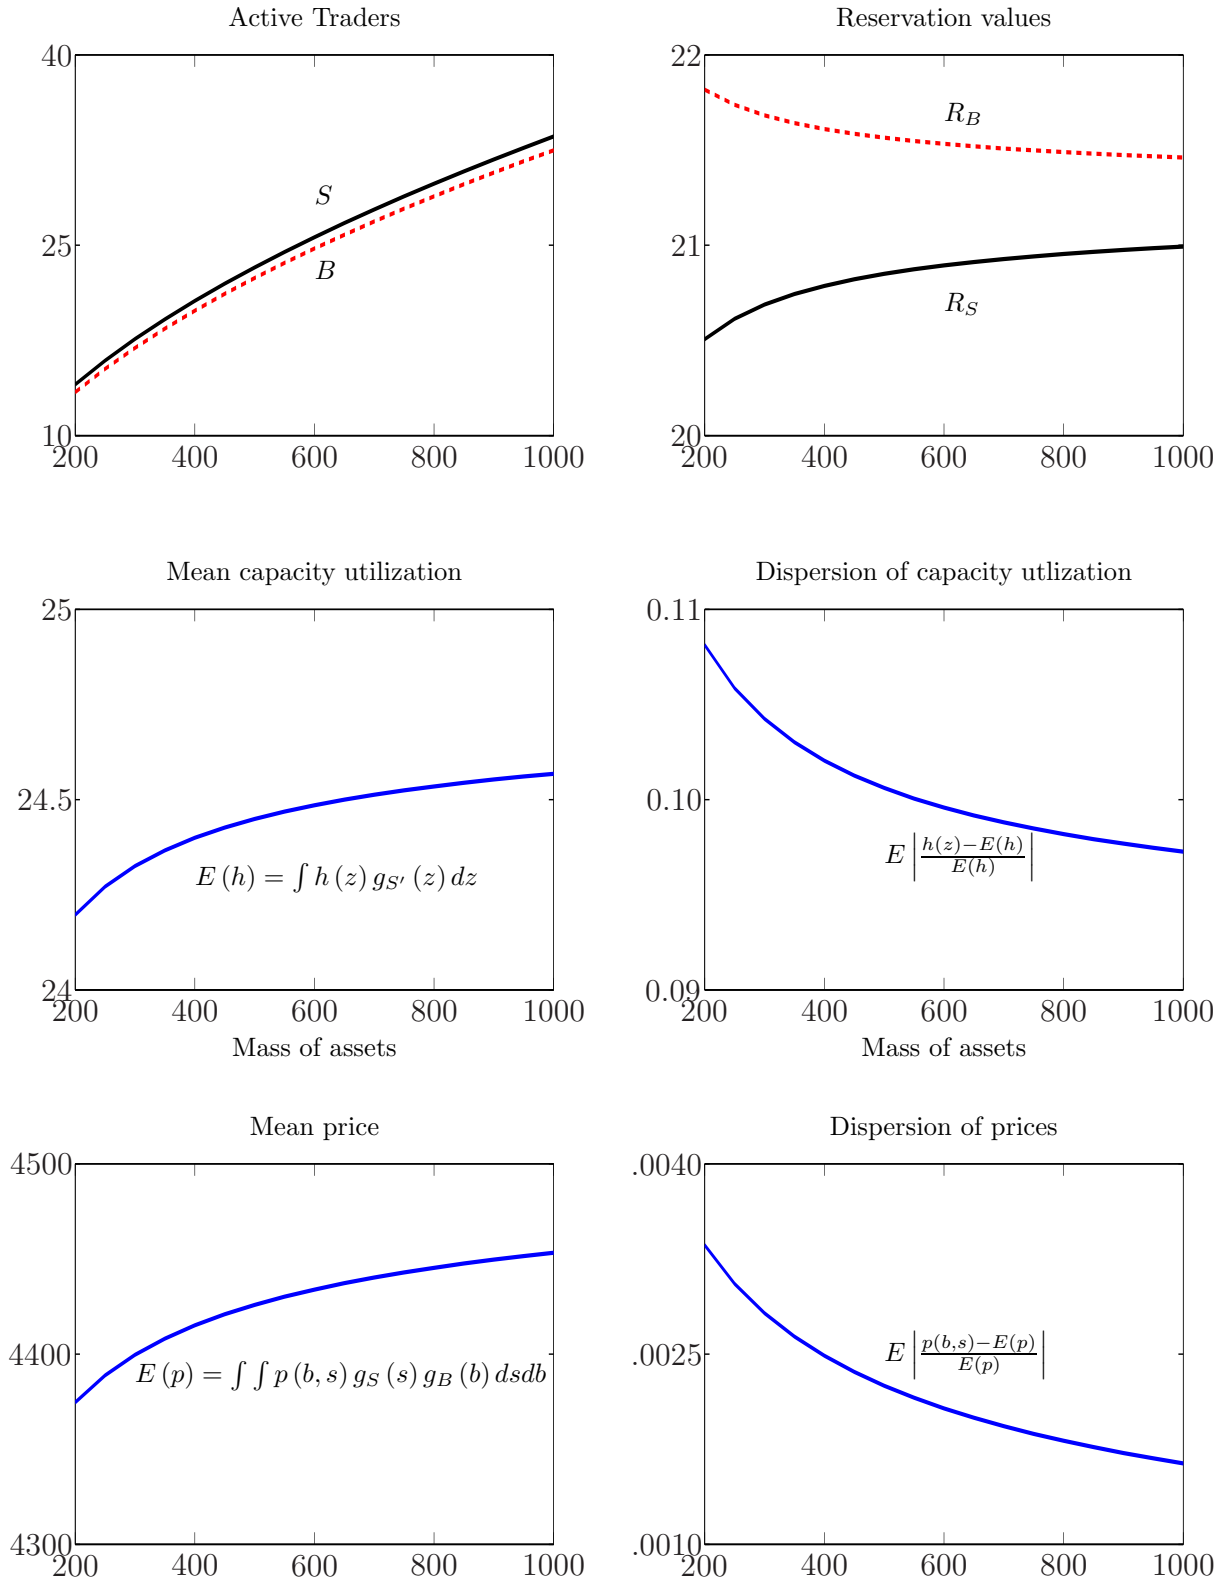 Active Traders
40
25
10
S
B
200 400 600 800 1000
Reservation values
22
21
20
R_B
R_S
200 400 600 800 1000
Mean capacity utilization
25
24.5
24
E (h) = ∫ h (z) g_{S′} (z) dz
200 400 600 800 1000
Mass of assets
Dispersion of capacity utlization
0.11
0.10
0.09
E |h(z)−E(h) / E(h)|
200 400 600 800 1000
Mass of assets
Mean price
4500
4400
4300
E (p) = ∫ ∫ p (b, s) g_S (s) g_B (b) dsdb
200 400 600 800 1000
Dispersion of prices
.0040
.0025
.0010
E |p(b,s)−E(p) / E(p)|
200 400 600 800 1000